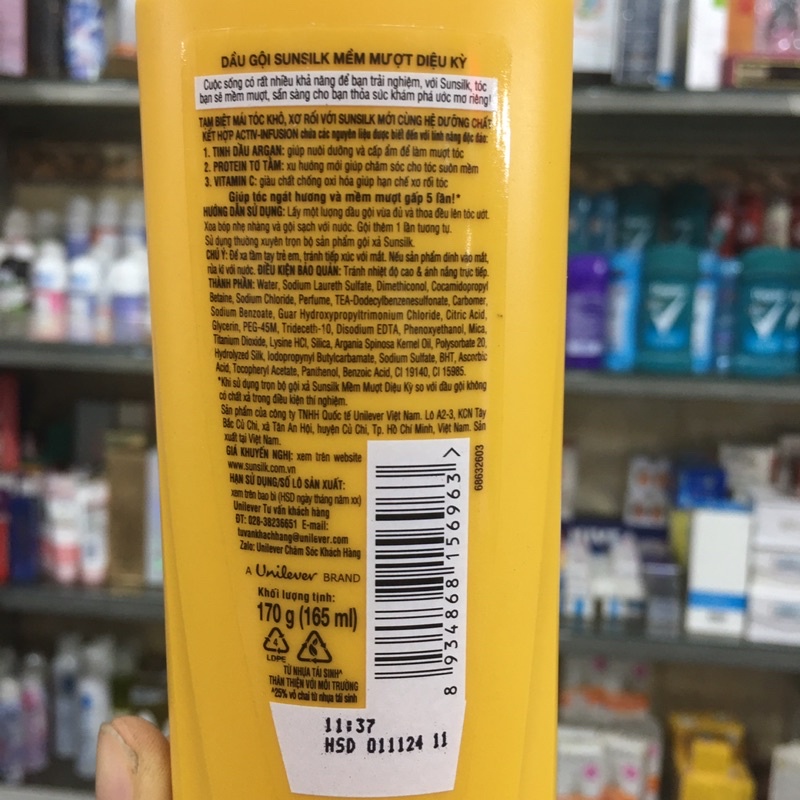 DẦU GỘI SUNSILK MỀM MƯỢT DIỆU KỲ
Cuộc sống có rất nhiều khả năng để bạn trải nghiệm, với Sunsilk, tóc
bạn sẽ mềm mượt, sẵn sàng cho bạn thỏa sức khám phá ước mơ riêng!
TẠM BIỆT MÁI TÓC KHÔ, XƠ RỐI VỚI SUNSILK MỚI CÙNG HỆ DƯỠNG CHẤT
KẾT HỢP ACTIV-INFUSION chứa các nguyên liệu được biết đến với tính năng độc đáo:
1. TINH DẦU ARGAN: giúp nuôi dưỡng và cấp ẩm để làm mượt tóc
2. PROTEIN TƠ TẰM: xu hướng mới giúp chăm sóc cho tóc suôn mềm
3. VITAMIN C: giàu chất chống oxi hóa giúp hạn chế xơ rối tóc
Giúp tóc ngát hương và mềm mượt gấp 5 lần!*
HƯỚNG DẪN SỬ DỤNG: Lấy một lượng dầu gội vừa đủ và thoa đều lên tóc ướt.
Xoa bóp nhẹ nhàng và gội sạch với nước. Gội thêm 1 lần tương tự.
Sử dụng thường xuyên trọn bộ sản phẩm gội xả Sunsilk.
CHÚ Ý: Để xa tầm tay trẻ em, tránh tiếp xúc với mắt. Nếu sản phẩm dính vào mắt,
rửa kĩ với nước. ĐIỀU KIỆN BẢO QUẢN: Tránh nhiệt độ cao & ánh nắng trực tiếp.
THÀNH PHẦN: Water, Sodium Laureth Sulfate, Dimethiconol, Cocamidopropyl
Betaine, Sodium Chloride, Perfume, TEA-Dodecylbenzenesulfonate, Carbomer,
Sodium Benzoate, Guar Hydroxypropyltrimonium Chloride, Citric Acid,
Glycerin, PEG-45M, Trideceth-10, Disodium EDTA, Phenoxyethanol, Mica,
Titanium Dioxide, Lysine HCl, Silica, Argania Spinosa Kernel Oil, Polysorbate 20,
Hydrolyzed Silk, Iodopropynyl Butylcarbamate, Sodium Sulfate, BHT, Ascorbic
Acid, Tocopheryl Acetate, Panthenol, Benzoic Acid, CI 19140, CI 15985.
*Khi sử dụng trọn bộ gội xả Sunsilk Mềm Mượt Diệu Kỳ so với dầu gội không
có chất xả trong điều kiện thí nghiệm.
Sản phẩm của công ty TNHH Quốc tế Unilever Việt Nam. Lô A2-3, KCN Tây
Bắc Củ Chi, xã Tân An Hội, huyện Củ Chi, Tp. Hồ Chí Minh, Việt Nam. Sản
xuất tại Việt Nam.
GIÁ KHUYẾN NGHỊ: xem trên website
www.sunsilk.com.vn
HẠN SỬ DỤNG/SỐ LÔ SẢN XUẤT:
xem trên bao bì (HSD ngày tháng năm xx)
Unilever Tư vấn khách hàng
ĐT: 028-38236651 E-mail:
tuvankhachhang@unilever.com
Zalo: Unilever Chăm Sóc Khách Hàng
A Unilever BRAND
Khối lượng tịnh:
170 g (165 ml)
4
LDPE
TỪ NHỰA TÁI SINH^
THÂN THIỆN VỚI MÔI TRƯỜNG
^25% vỏ chai từ nhựa tái sinh
68632603
8 934868 156963 >
11:37
HSD 011124 11